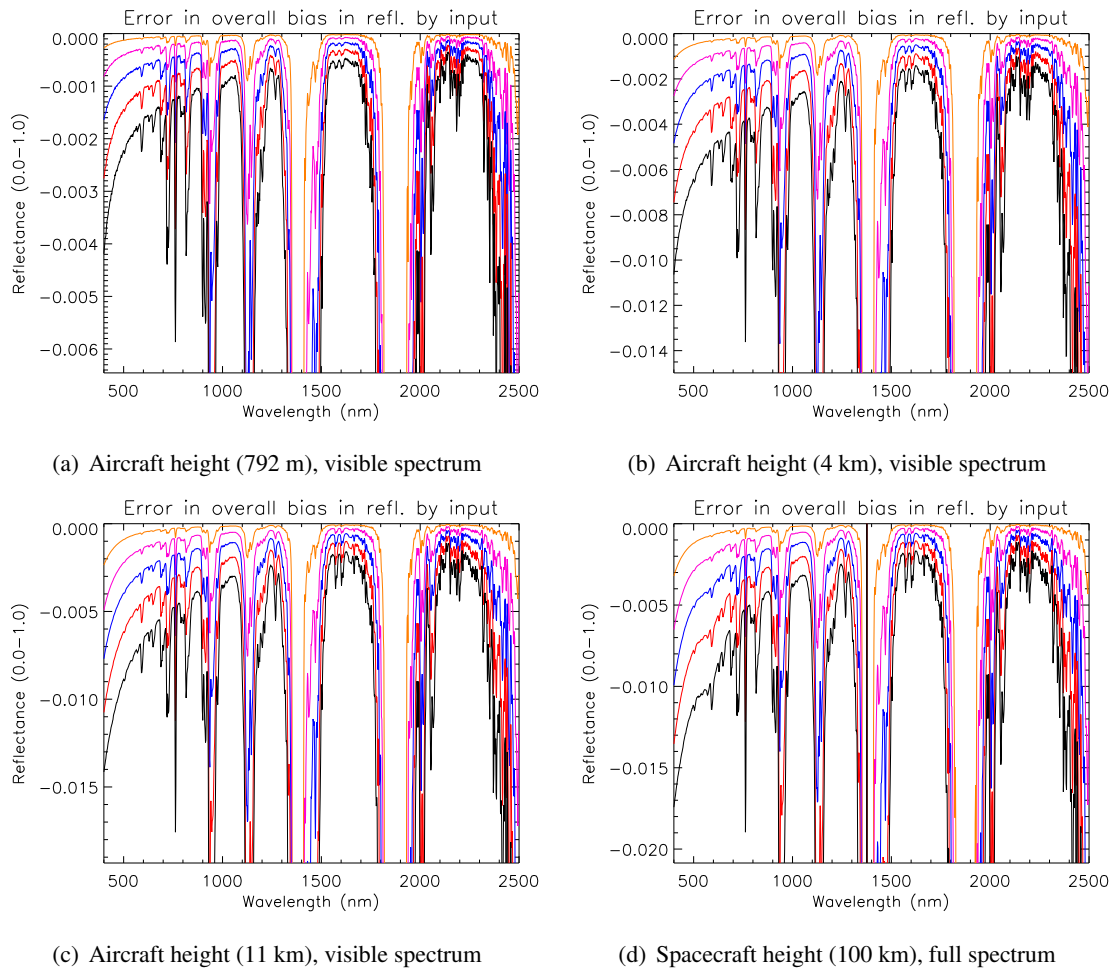 Error in overall bias in refl. by input
Reflectance (0.0−1.0)
0.000
−0.001
−0.002
−0.003
−0.004
−0.005
−0.006
500 1000 1500 2000 2500
Wavelength (nm)
(a) Aircraft height (792 m), visible spectrum
Error in overall bias in refl. by input
Reflectance (0.0−1.0)
0.000
−0.002
−0.004
−0.006
−0.008
−0.010
−0.012
−0.014
500 1000 1500 2000 2500
Wavelength (nm)
(b) Aircraft height (4 km), visible spectrum
Error in overall bias in refl. by input
Reflectance (0.0−1.0)
0.000
−0.005
−0.010
−0.015
500 1000 1500 2000 2500
Wavelength (nm)
(c) Aircraft height (11 km), visible spectrum
Error in overall bias in refl. by input
Reflectance (0.0−1.0)
0.000
−0.005
−0.010
−0.015
−0.020
500 1000 1500 2000 2500
Wavelength (nm)
(d) Spacecraft height (100 km), full spectrum